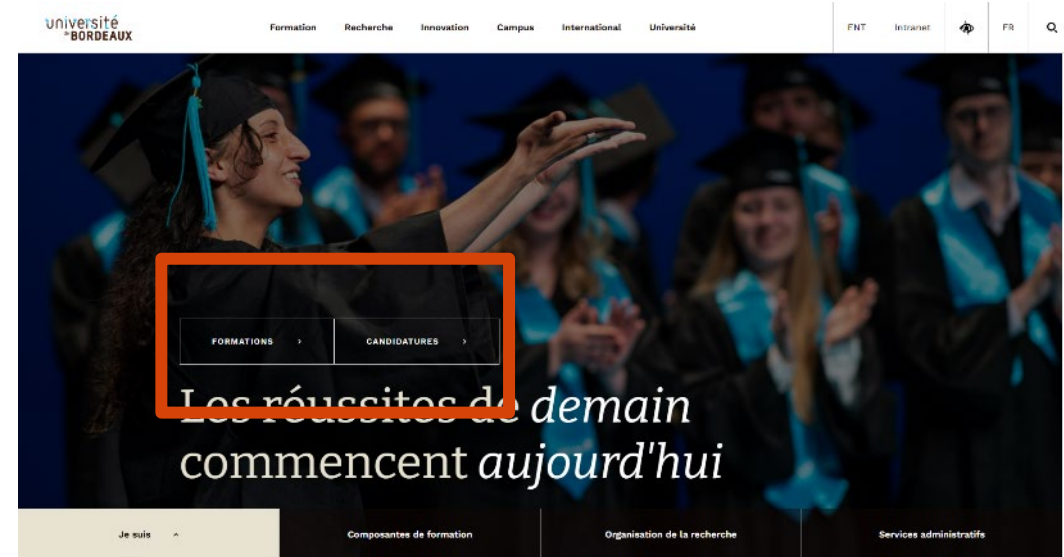 université
de BORDEAUX
Formation Recherche Innovation Campus International Université ENT Intranet FR
FORMATIONS > CANDIDATURES >
Les réussites de demain
commencent aujourd'hui
Je suis ^ Composantes de formation Organisation de la recherche Services administratifs